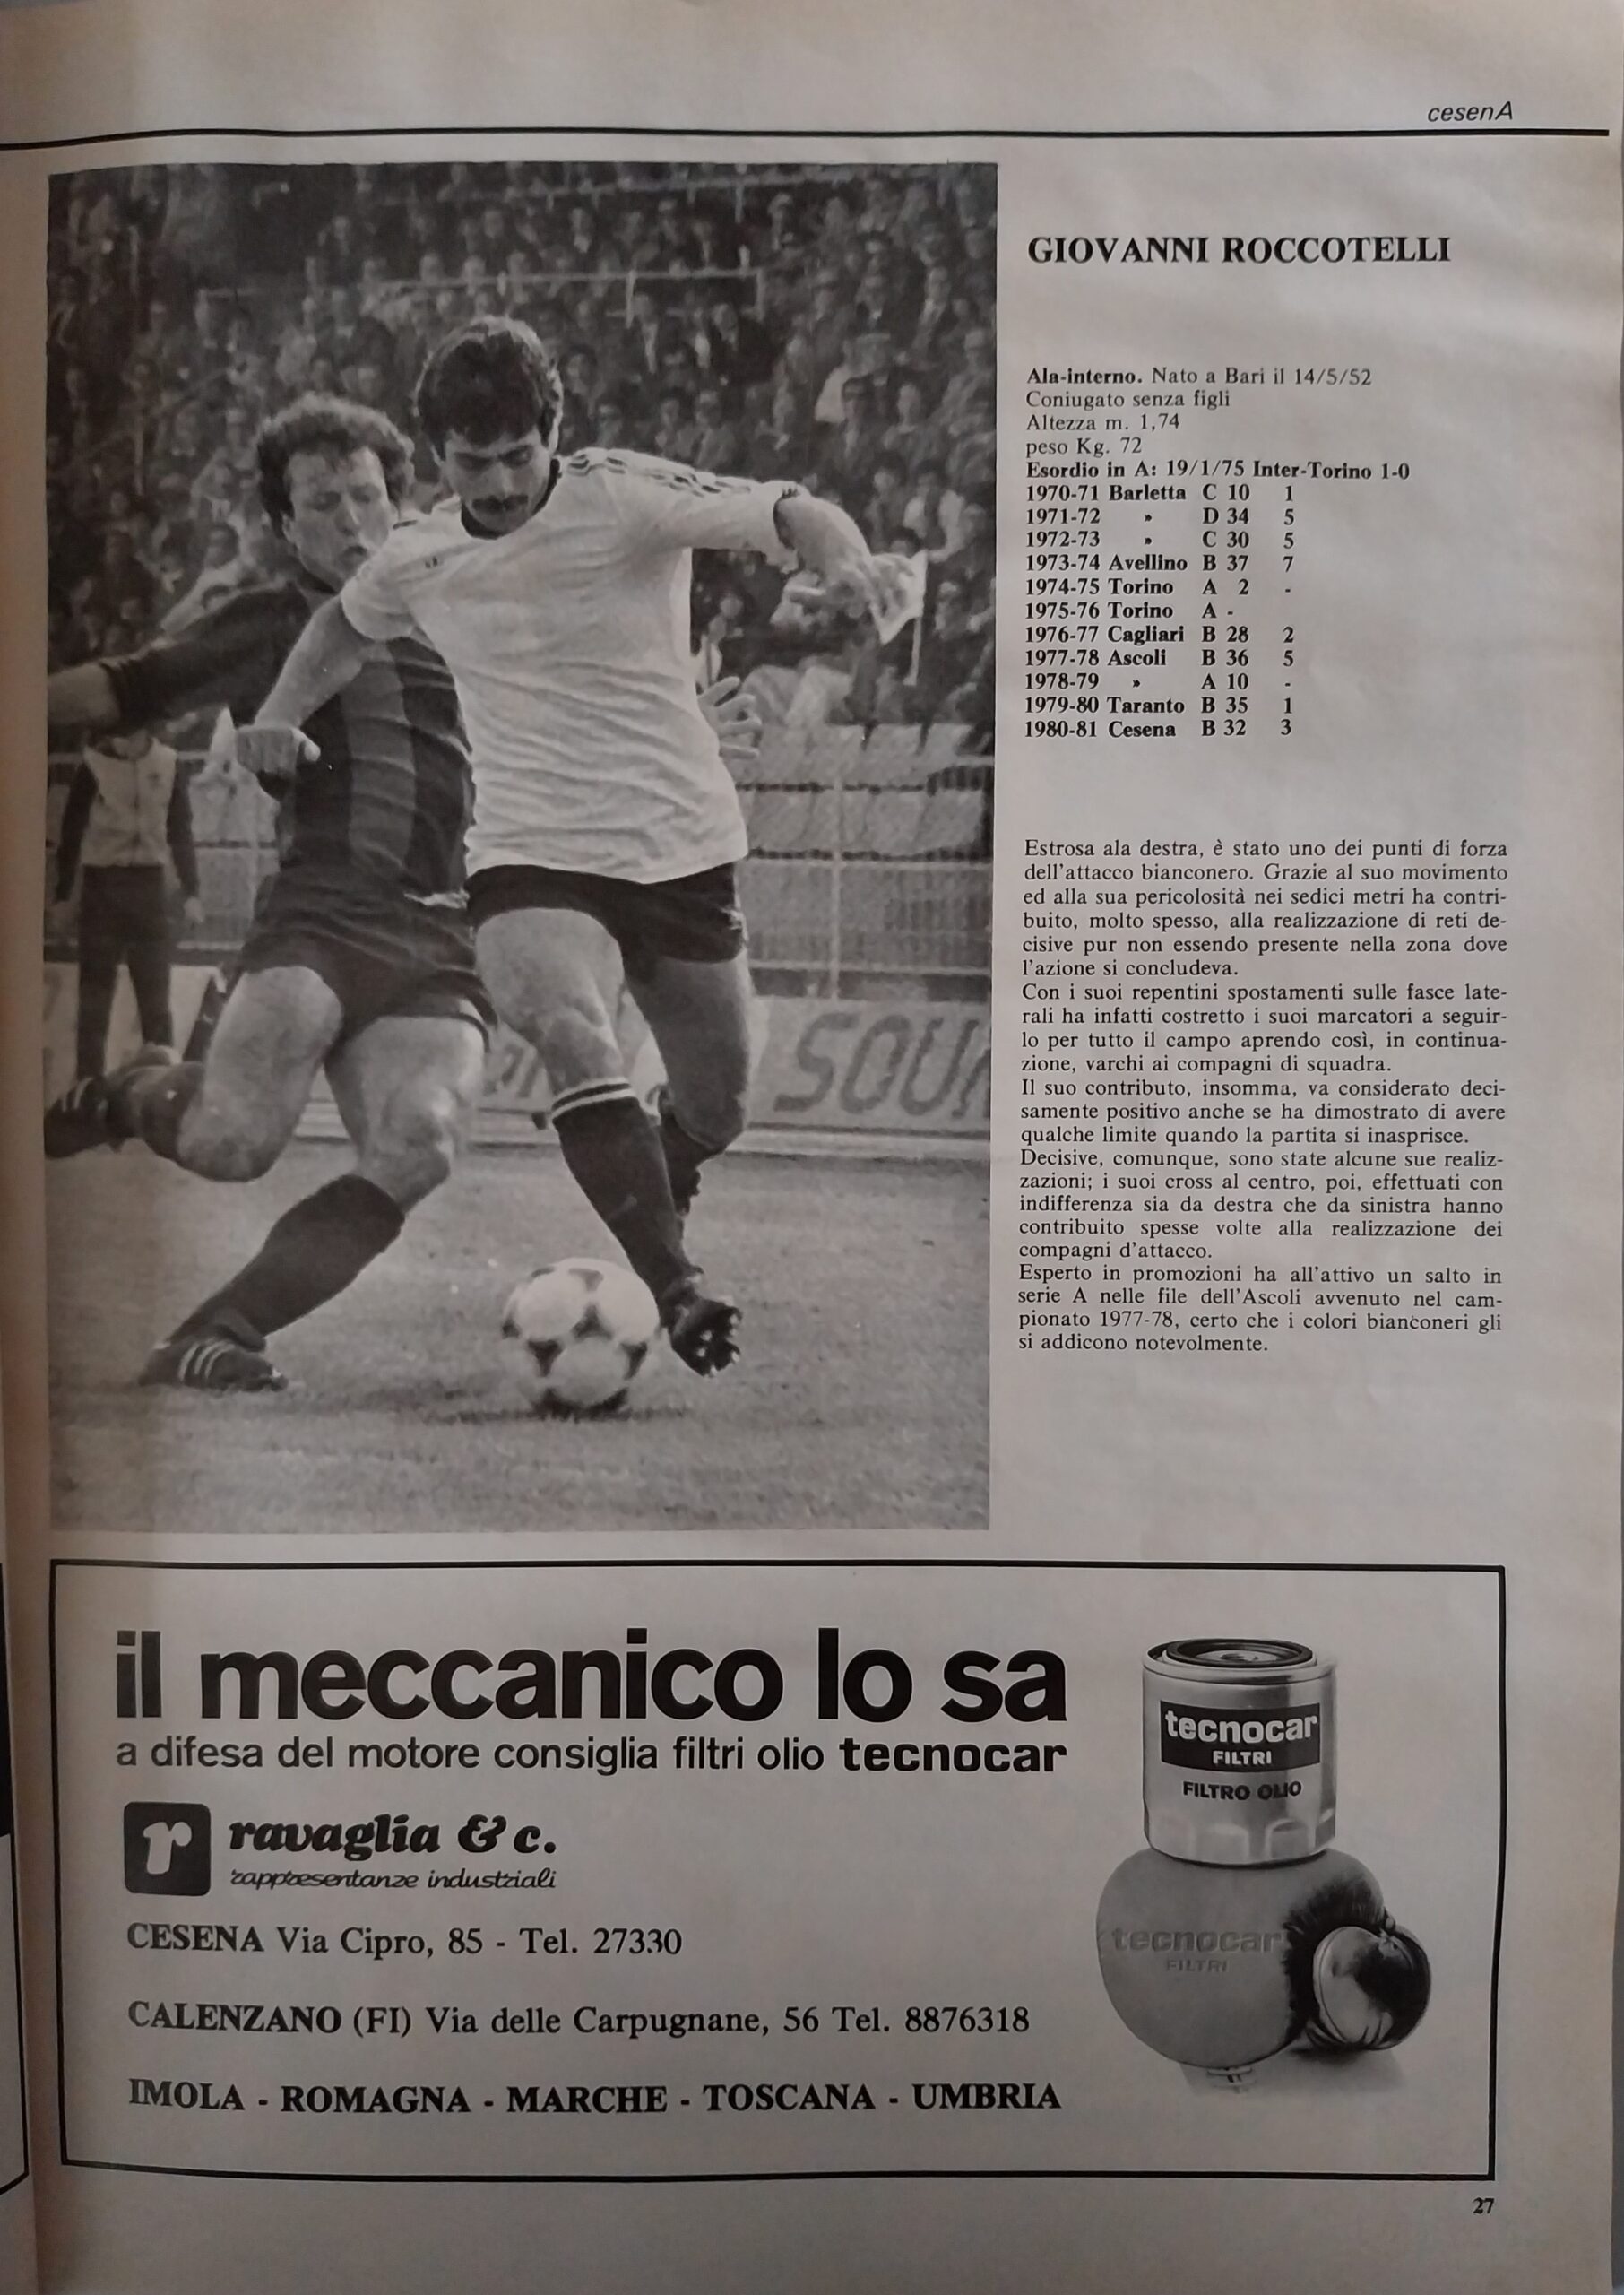 cesenA
GIOVANNI ROCCOTELLI
Ala-interno. Nato a Bari il 14/5/52
Coniugato senza figli
Altezza m. 1,74
peso Kg. 72
Esordio in A: 19/1/75 Inter-Torino 1-0
1970-71 Barletta C 10 1
1971-72 » D 34 5
1972-73 » C 30 5
1973-74 Avellino B 37 7
1974-75 Torino A 2 -
1975-76 Torino A -
1976-77 Cagliari B 28 2
1977-78 Ascoli B 36 5
1978-79 » A 10 -
1979-80 Taranto B 35 1
1980-81 Cesena B 32 3
Estrosa ala destra, è stato uno dei punti di forza
dell'attacco bianconero. Grazie al suo movimento
ed alla sua pericolosità nei sedici metri ha contri-
buito, molto spesso, alla realizzazione di reti de-
cisive pur non essendo presente nella zona dove
l'azione si concludeva.
Con i suoi repentini spostamenti sulle fasce late-
rali ha infatti costretto i suoi marcatori a seguir-
lo per tutto il campo aprendo così, in continua-
zione, varchi ai compagni di squadra.
Il suo contributo, insomma, va considerato deci-
samente positivo anche se ha dimostrato di avere
qualche limite quando la partita si inasprisce.
Decisive, comunque, sono state alcune sue realiz-
zazioni; i suoi cross al centro, poi, effettuati con
indifferenza sia da destra che da sinistra hanno
contribuito spesse volte alla realizzazione dei
compagni d'attacco.
Esperto in promozioni ha all'attivo un salto in
serie A nelle file dell'Ascoli avvenuto nel cam-
pionato 1977-78, certo che i colori bianconeri gli
si addicono notevolmente.
SOUN
il meccanico lo sa
a difesa del motore consiglia filtri olio tecnocar
r ravaglia & c.
rappresentanze industriali
CESENA Via Cipro, 85 - Tel. 27330
CALENZANO (FI) Via delle Carpugnane, 56 Tel. 8876318
IMOLA - ROMAGNA - MARCHE - TOSCANA - UMBRIA
tecnocar
FILTRI
FILTRO OLIO
tecnocar
FILTRI
27